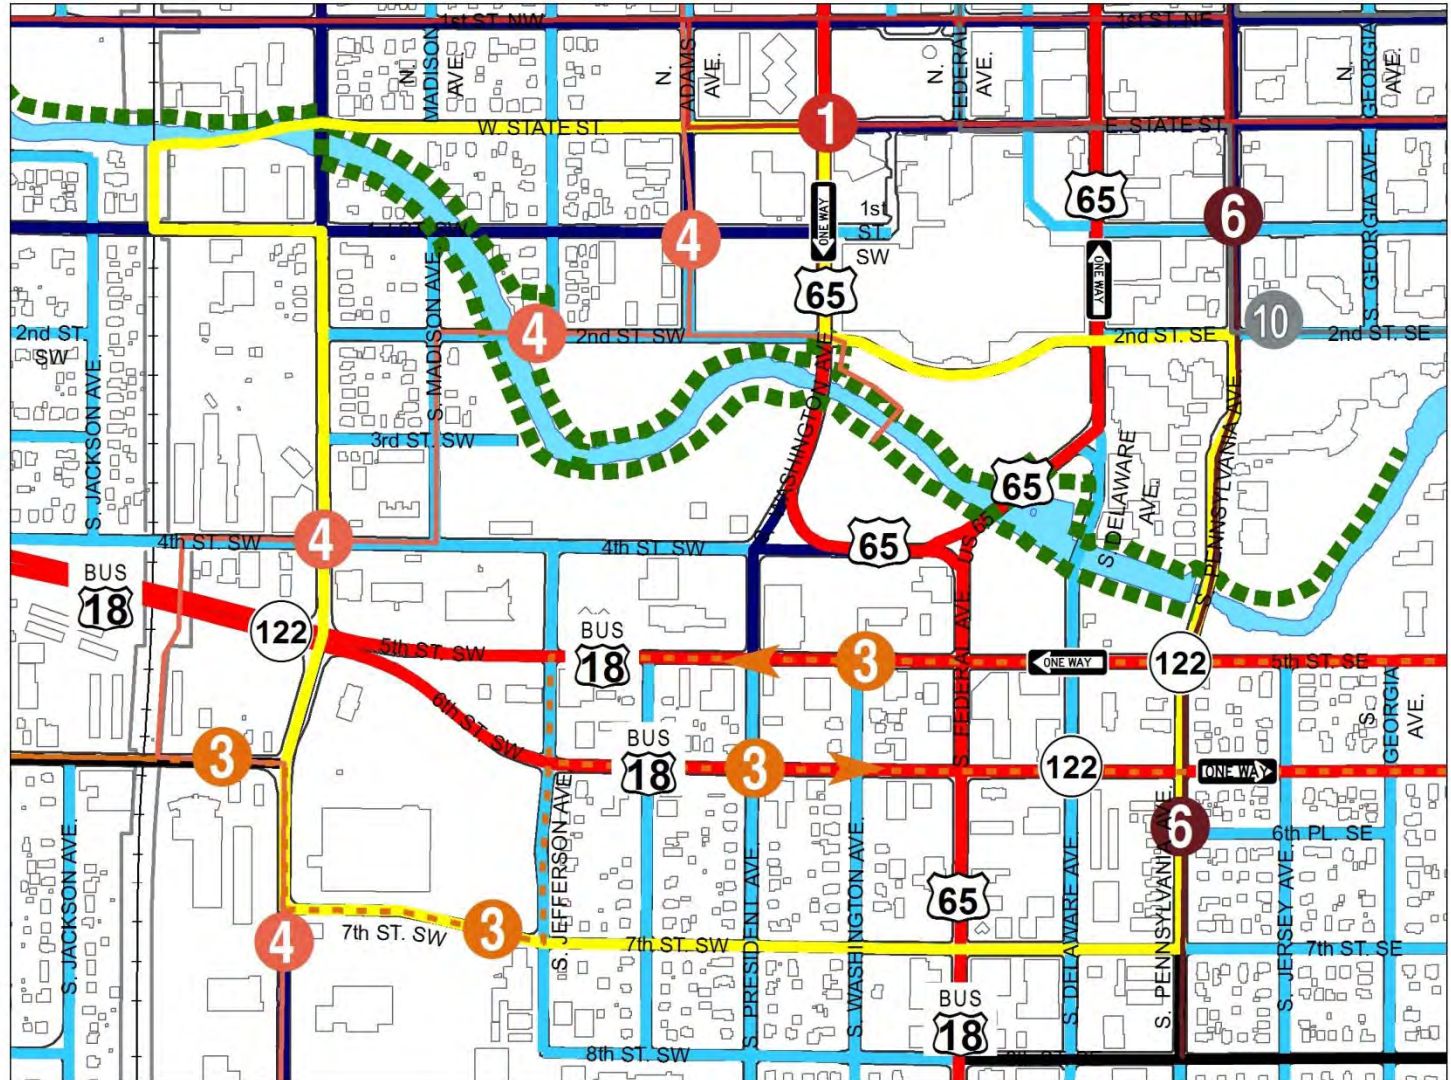 1st ST. NW
1st ST. NE
65
N.
MADISON
AVE.
N.
ADAMS
AVE.
N.
FEDERAL
AVE.
N.
GEORGIA
AVE.
W. STATE ST.
1
E. STATE ST.
65
ONE WAY
1st
ST.
SW
4
6
S. GEORGIA AVE.
ONE WAY
65
S. MADISON AVE.
2nd ST.
SW
4
2nd ST. SW
2nd ST. SE
10
2nd ST. SE
S. JACKSON AVE.
3rd ST. SW
WASHINGTON AVE.
65
S. DELAWARE
AVE.
S. PENNSYLVANIA AVE.
4th ST. SW
4
4th ST. SW
65
US 65
BUS
18
122
5th ST. SW
BUS
18
3
ONE WAY
122
5th ST. SE
6th ST. SW
S. FEDERAL AVE.
S.
GEORGIA
AVE.
3
BUS
18
3
122
ONE WAY
S. JACKSON AVE.
S. JEFFERSON AVE.
S. PRESIDENT AVE.
S. WASHINGTON AVE.
S. DELAWARE AVE.
S. PENNSYLVANIA AVE.
6
6th PL. SE
S. JERSEY AVE.
65
4
7th ST. SW
3
7th ST. SW
7th ST. SE
BUS
18
8th ST. SW